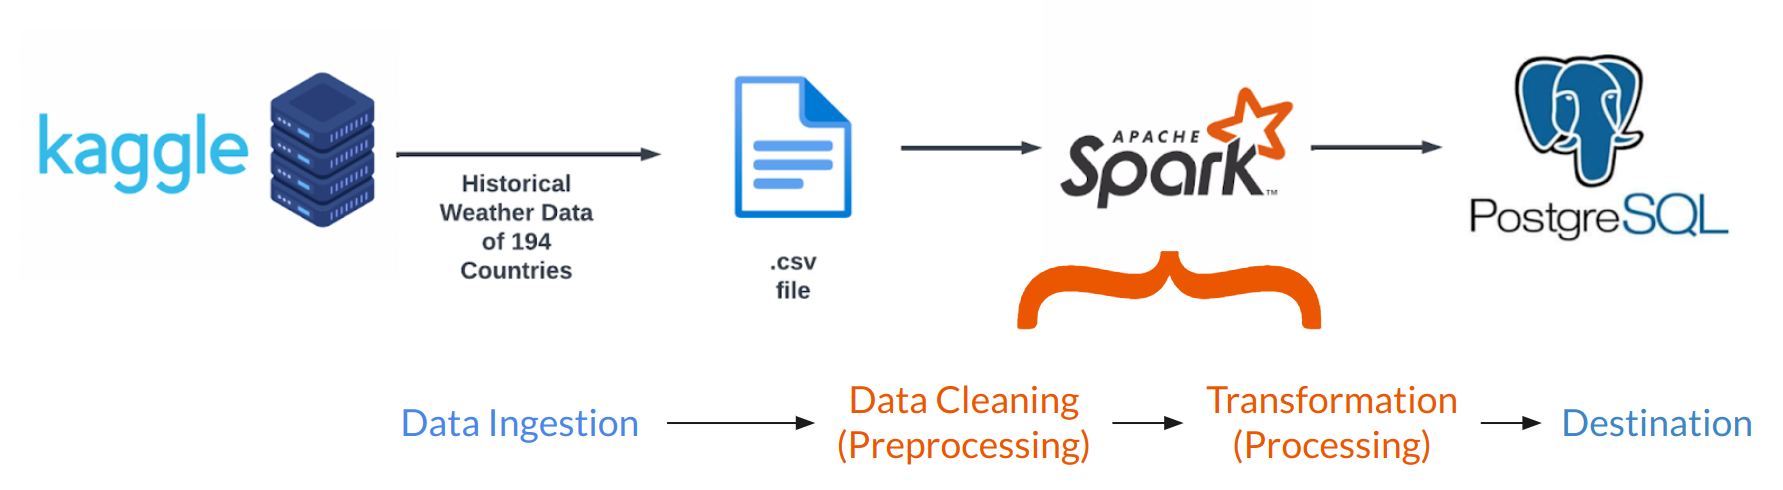 kaggle
Historical
Weather Data
of 194
Countries
.csv
file
APACHE
Spark™
PostgreSQL
Data Ingestion
Data Cleaning
(Preprocessing)
Transformation
(Processing)
Destination